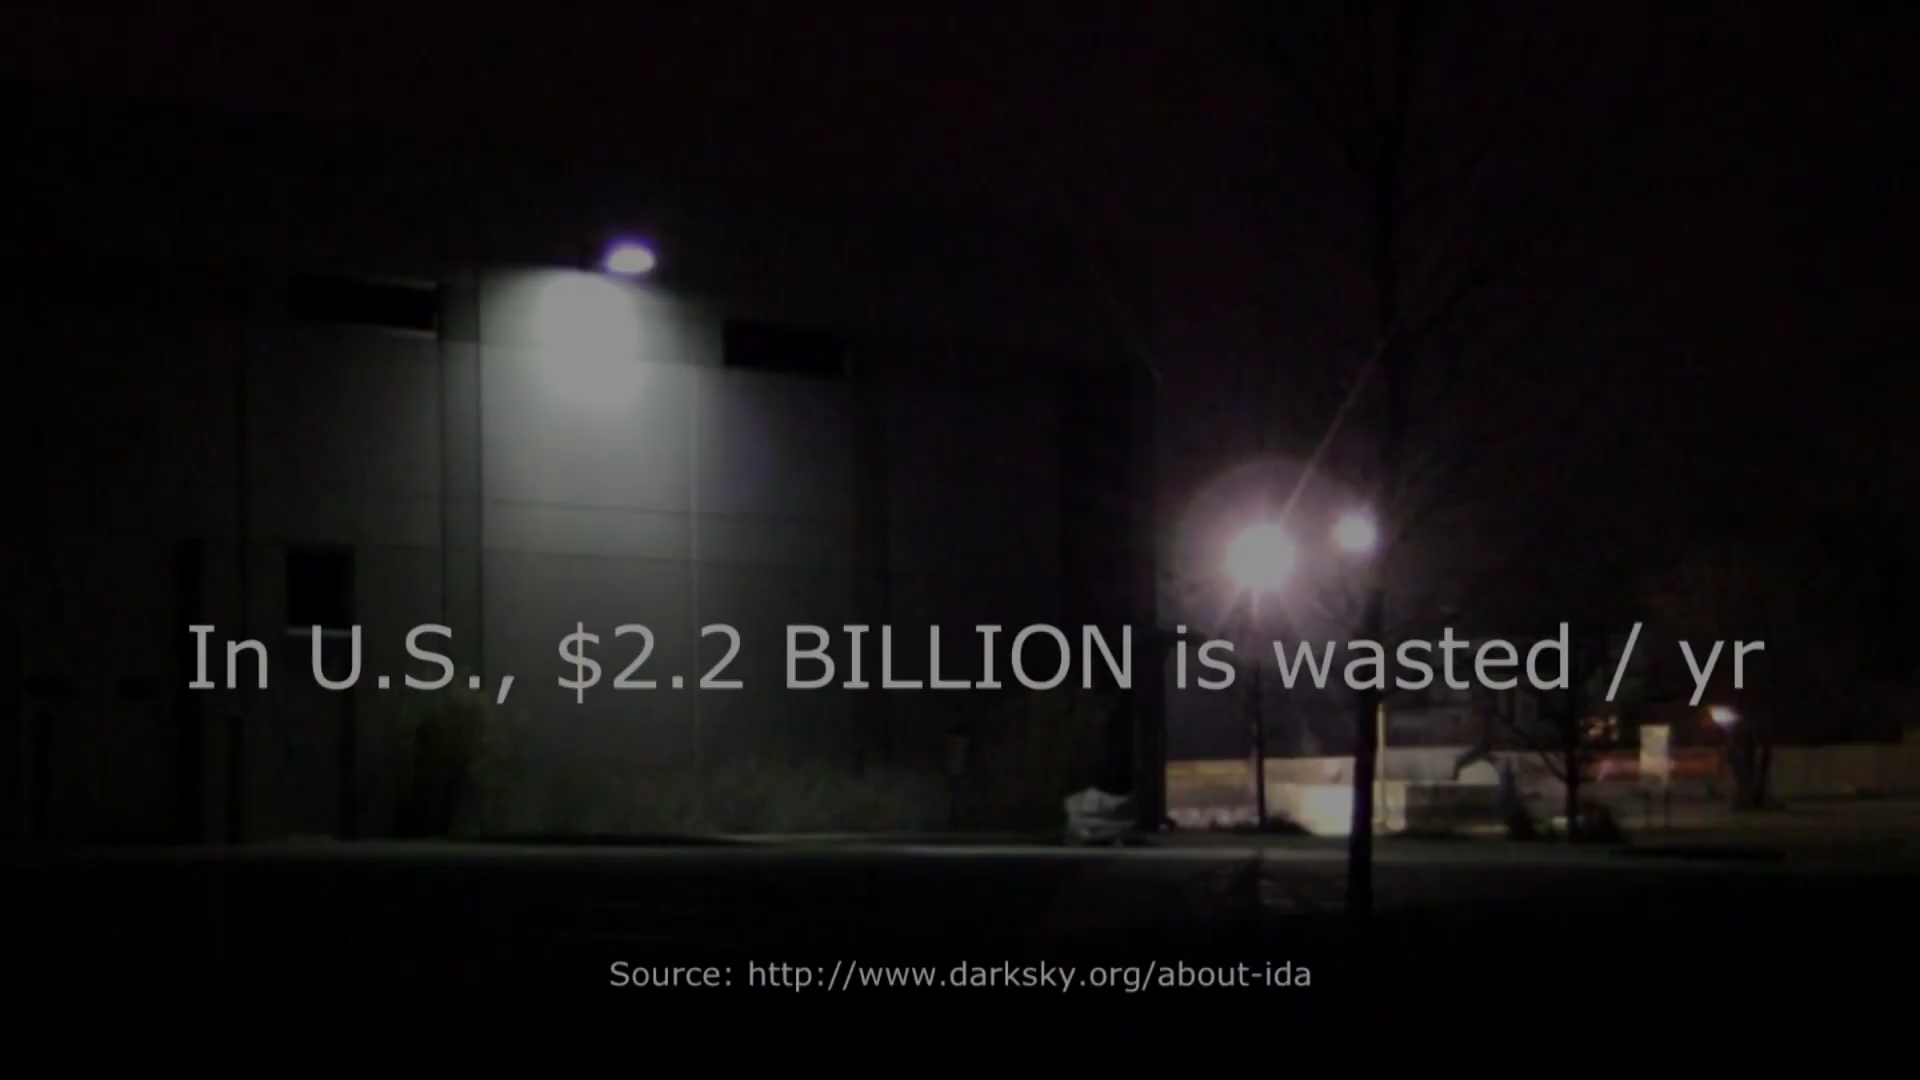 In U.S., $2.2 BILLION is wasted / yr
Source: http://www.darksky.org/about-ida